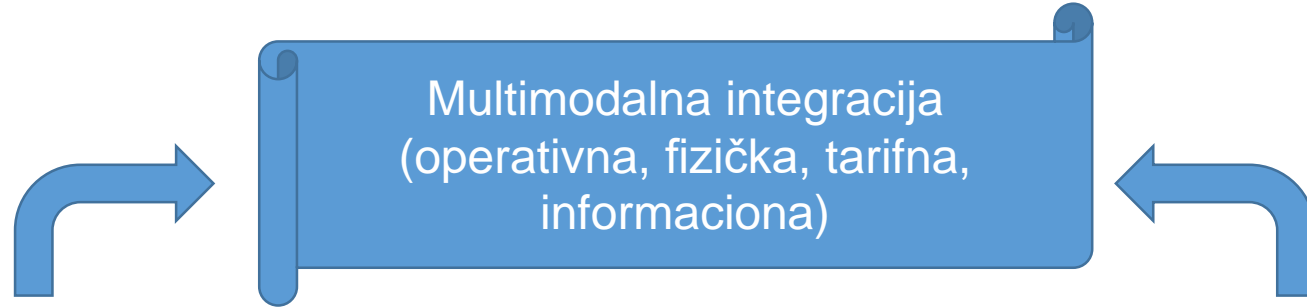 Multimodalna integracija
(operativna, fizička, tarifna,
informaciona)